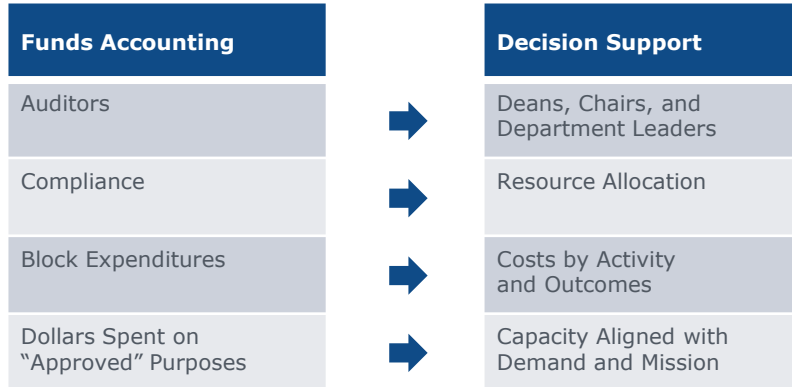 Funds Accounting
Decision Support
Auditors
Deans, Chairs, and
Department Leaders
Compliance
Resource Allocation
Block Expenditures
Costs by Activity
and Outcomes
Dollars Spent on
“Approved” Purposes
Capacity Aligned with
Demand and Mission